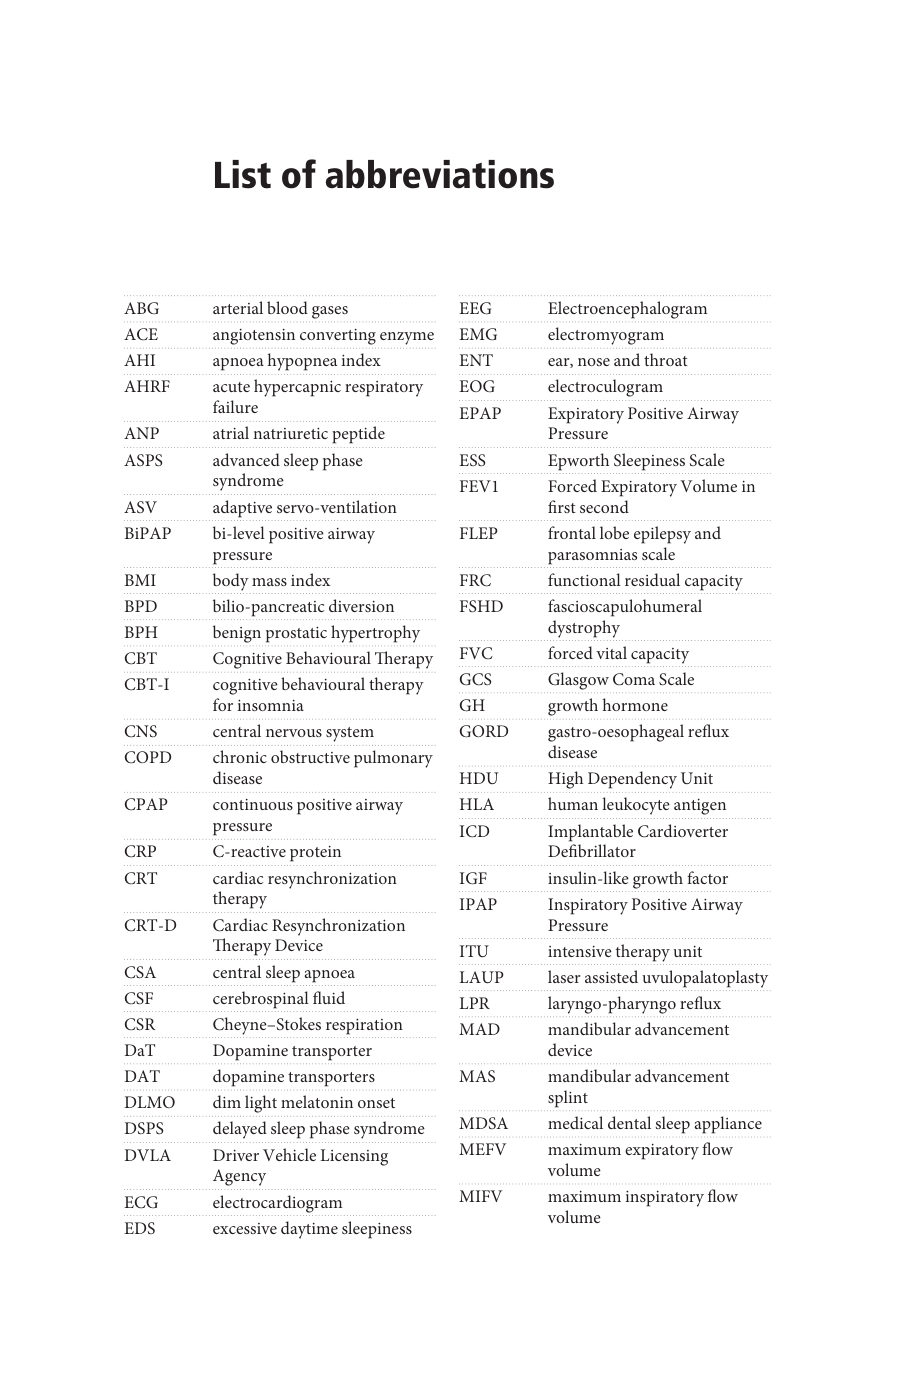 List of abbreviations
ABG arterial blood gases
ACE angiotensin converting enzyme
AHI apnoea hypopnea index
AHRF acute hypercapnic respiratory
failure
ANP atrial natriuretic peptide
ASPS advanced sleep phase
syndrome
ASV adaptive servo-ventilation
BiPAP bi-level positive airway
pressure
BMI body mass index
BPD bilio-pancreatic diversion
BPH benign prostatic hypertrophy
CBT Cognitive Behavioural Therapy
CBT-I cognitive behavioural therapy
for insomnia
CNS central nervous system
COPD chronic obstructive pulmonary
disease
CPAP continuous positive airway
pressure
CRP C-reactive protein
CRT cardiac resynchronization
therapy
CRT-D Cardiac Resynchronization
Therapy Device
CSA central sleep apnoea
CSF cerebrospinal fluid
CSR Cheyne–Stokes respiration
DaT Dopamine transporter
DAT dopamine transporters
DLMO dim light melatonin onset
DSPS delayed sleep phase syndrome
DVLA Driver Vehicle Licensing
Agency
ECG electrocardiogram
EDS excessive daytime sleepiness
EEG Electroencephalogram
EMG electromyogram
ENT ear, nose and throat
EOG electroculogram
EPAP Expiratory Positive Airway
Pressure
ESS Epworth Sleepiness Scale
FEV1 Forced Expiratory Volume in
first second
FLEP frontal lobe epilepsy and
parasomnias scale
FRC functional residual capacity
FSHD fascioscapulohumeral
dystrophy
FVC forced vital capacity
GCS Glasgow Coma Scale
GH growth hormone
GORD gastro-oesophageal reflux
disease
HDU High Dependency Unit
HLA human leukocyte antigen
ICD Implantable Cardioverter
Defibrillator
IGF insulin-like growth factor
IPAP Inspiratory Positive Airway
Pressure
ITU intensive therapy unit
LAUP laser assisted uvulopalatoplasty
LPR laryngo-pharyngo reflux
MAD mandibular advancement
device
MAS mandibular advancement
splint
MDSA medical dental sleep appliance
MEFV maximum expiratory flow
volume
MIFV maximum inspiratory flow
volume